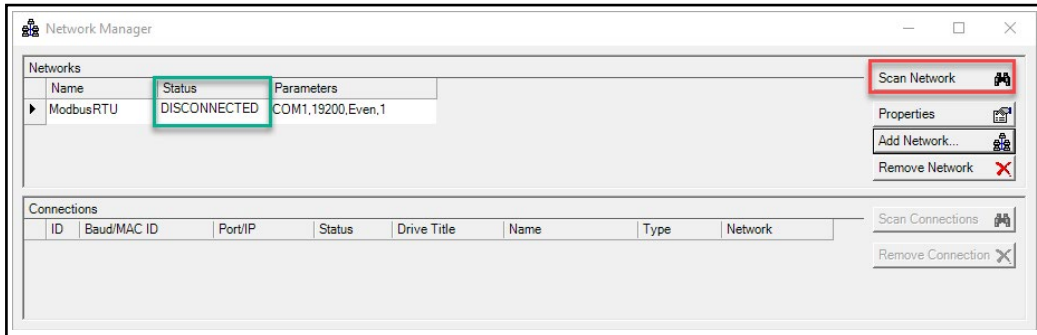 Network Manager
Networks
Name Status Parameters
ModbusRTU DISCONNECTED COM1,19200,Even,1
Scan Network
Properties
Add Network...
Remove Network
Connections
ID Baud/MAC ID Port/IP Status Drive Title Name Type Network
Scan Connections
Remove Connection